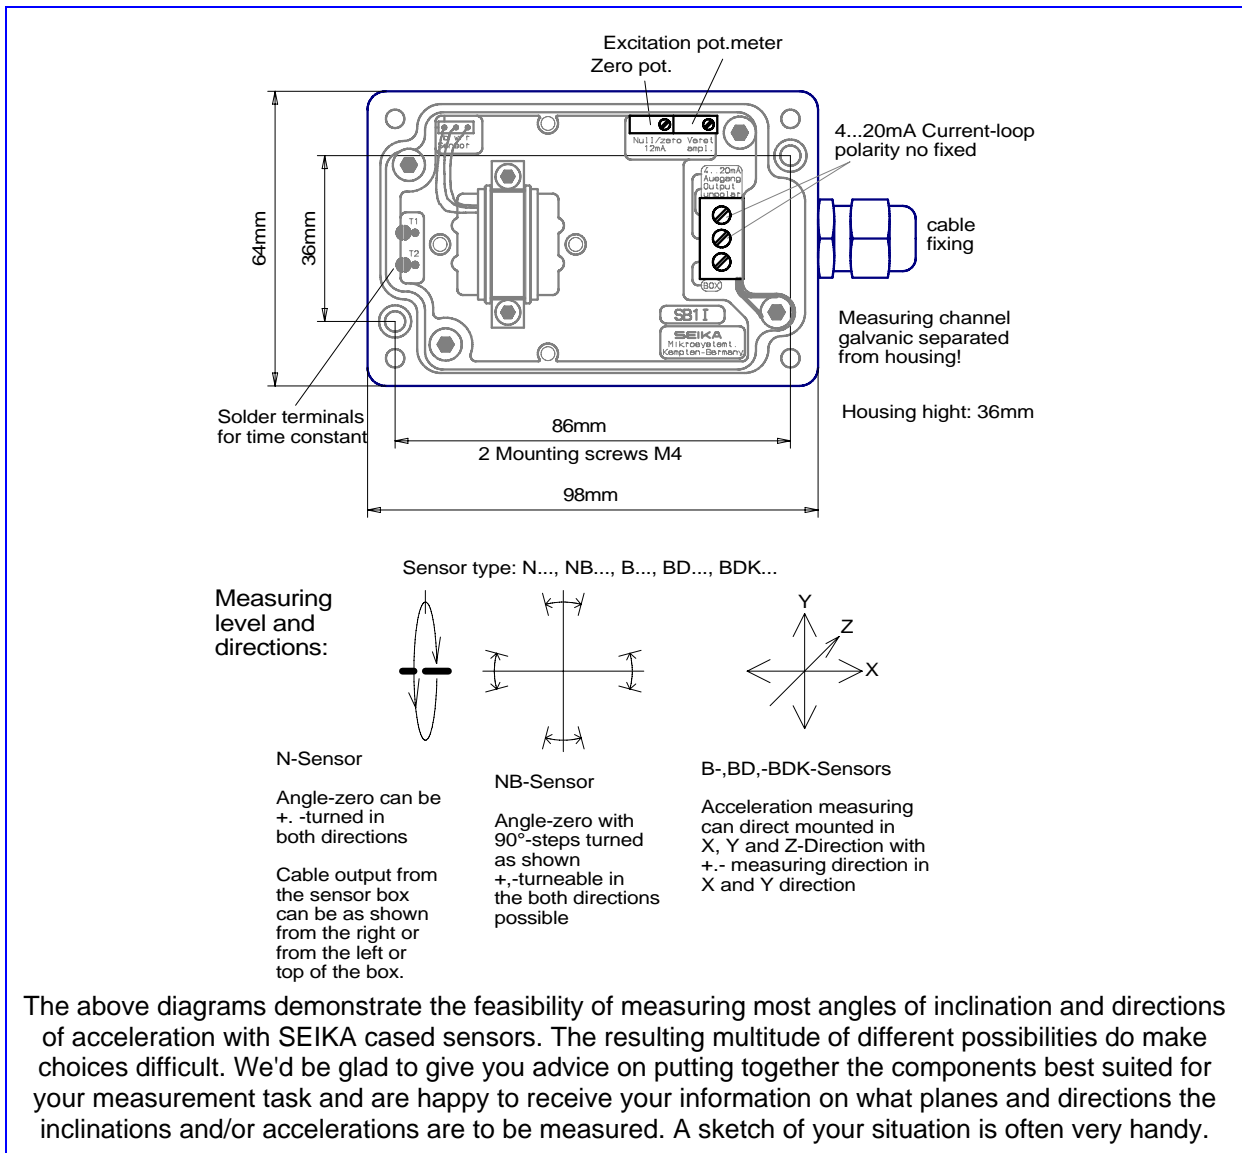 Excitation pot.meter
Zero pot.
4...20mA Current-loop
polarity no fixed
Sensor
Null/zero Verst
12mA ampl.
4..20mA
Ausgang
Output
unpolar
T1
T2
64mm
36mm
cable
fixing
BOX
SB1I
SEIKA
Mikrosystemt.
Kempten-Germany
Measuring channel
galvanic separated
from housing!
Housing hight: 36mm
Solder terminals
for time constant
86mm
2 Mounting screws M4
98mm
Sensor type: N..., NB..., B..., BD..., BDK...
Measuring
level and
directions:
Y
Z
X
N-Sensor
Angle-zero can be
+. -turned in
both directions
Cable output from
the sensor box
can be as shown
from the right or
from the left or
top of the box.
NB-Sensor
Angle-zero with
90°-steps turned
as shown
+,-turneable in
the both directions
possible
B-,BD,-BDK-Sensors
Acceleration measuring
can direct mounted in
X, Y and Z-Direction with
+.- measuring direction in
X and Y direction
The above diagrams demonstrate the feasibility of measuring most angles of inclination and directions
of acceleration with SEIKA cased sensors. The resulting multitude of different possibilities do make
choices difficult. We'd be glad to give you advice on putting together the components best suited for
your measurement task and are happy to receive your information on what planes and directions the
inclinations and/or accelerations are to be measured. A sketch of your situation is often very handy.